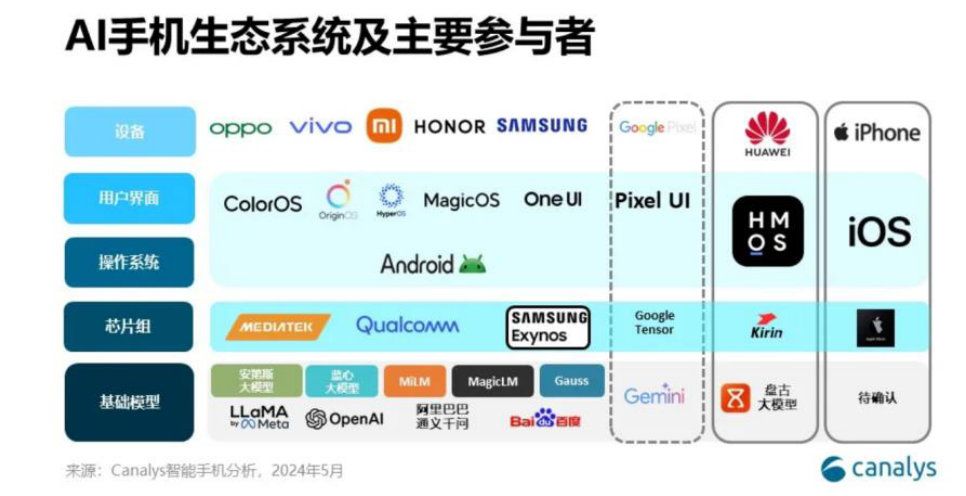 AI手机生态系统及主要参与者
设备
oppo vivo mi HONOR SAMSUNG Google Pixel HUAWEI iPhone
用户界面
ColorOS OriginOS HyperOS MagicOS One UI Pixel UI
HM
OS
iOS
操作系统
Android
芯片组
MEDIATEK Qualcomm
SAMSUNG
Exynos
Google
Tensor
Kirin
基础模型
安第斯
大模型
蓝心
大模型
MiLM MagicLM Gauss
LLaMA
by Meta
OpenAI
阿里巴巴
通义千问
Baidu百度
Gemini
盘古
大模型
待确认
来源：Canalys智能手机分析，2024年5月
canalys